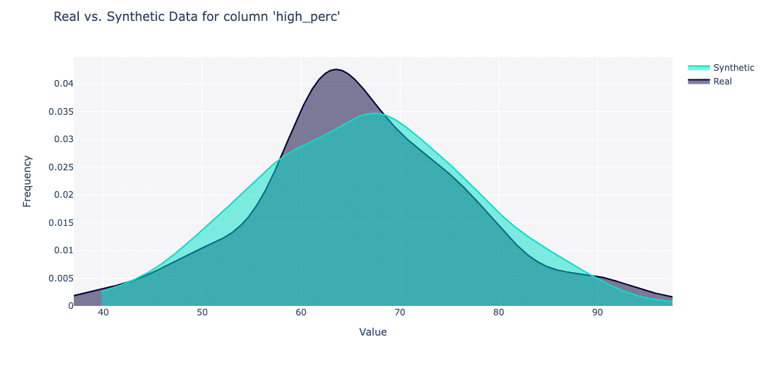 Real vs. Synthetic Data for column 'high_perc'
Synthetic
Real
0.04
0.035
0.03
0.025
0.02
0.015
0.01
0.005
0
40 50 60 70 80 90
Frequency
Value